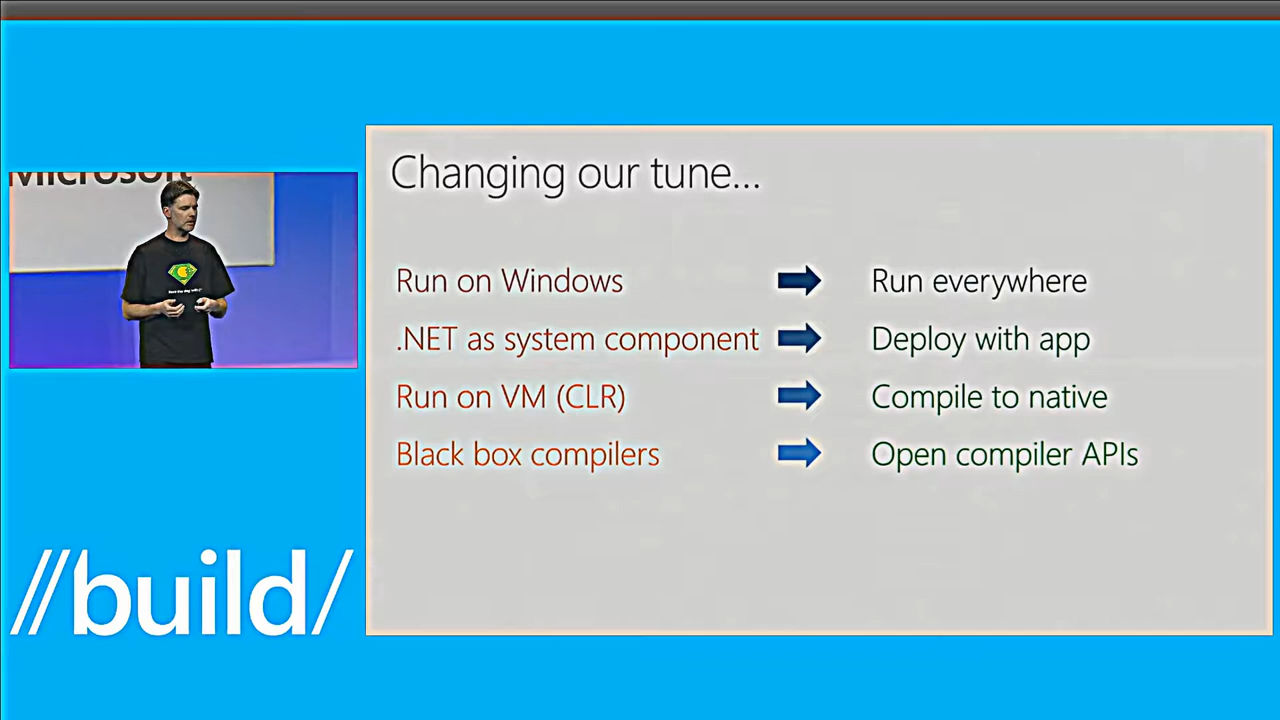 Microsoft
Changing our tune...
Run on Windows
Run everywhere
.NET as system component
Deploy with app
Run on VM (CLR)
Compile to native
Black box compilers
Open compiler APIs
//build/